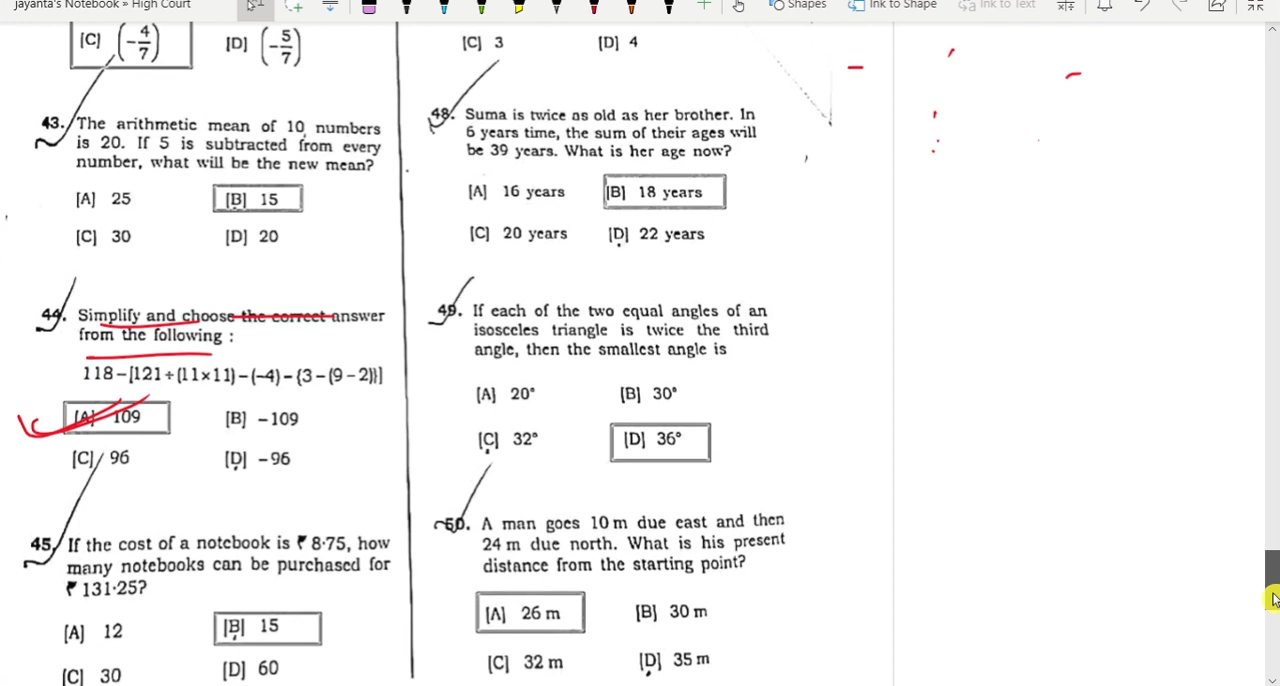 jayanta's Notebook » High Court
Shapes
Ink to Shape
Ink to Text
[C] (-4/7)
[D] (-5/7)
43. The arithmetic mean of 10 numbers
is 20. If 5 is subtracted from every
number, what will be the new mean?
[A] 25
[B] 15
[C] 30
[D] 20
44. Simplify and choose the correct answer
from the following :
118−[121÷(11×11)−(−4)−{3−(9−2)}]
[A] 109
[B] −109
[C] 96
[D] −96
45. If the cost of a notebook is ₹ 8·75, how
many notebooks can be purchased for
₹ 131·25?
[A] 12
[B] 15
[C] 30
[D] 60
[C] 3
[D] 4
48. Suma is twice as old as her brother. In
6 years time, the sum of their ages will
be 39 years. What is her age now?
[A] 16 years
[B] 18 years
[C] 20 years
[D] 22 years
49. If each of the two equal angles of an
isosceles triangle is twice the third
angle, then the smallest angle is
[A] 20°
[B] 30°
[C] 32°
[D] 36°
50. A man goes 10 m due east and then
24 m due north. What is his present
distance from the starting point?
[A] 26 m
[B] 30 m
[C] 32 m
[D] 35 m